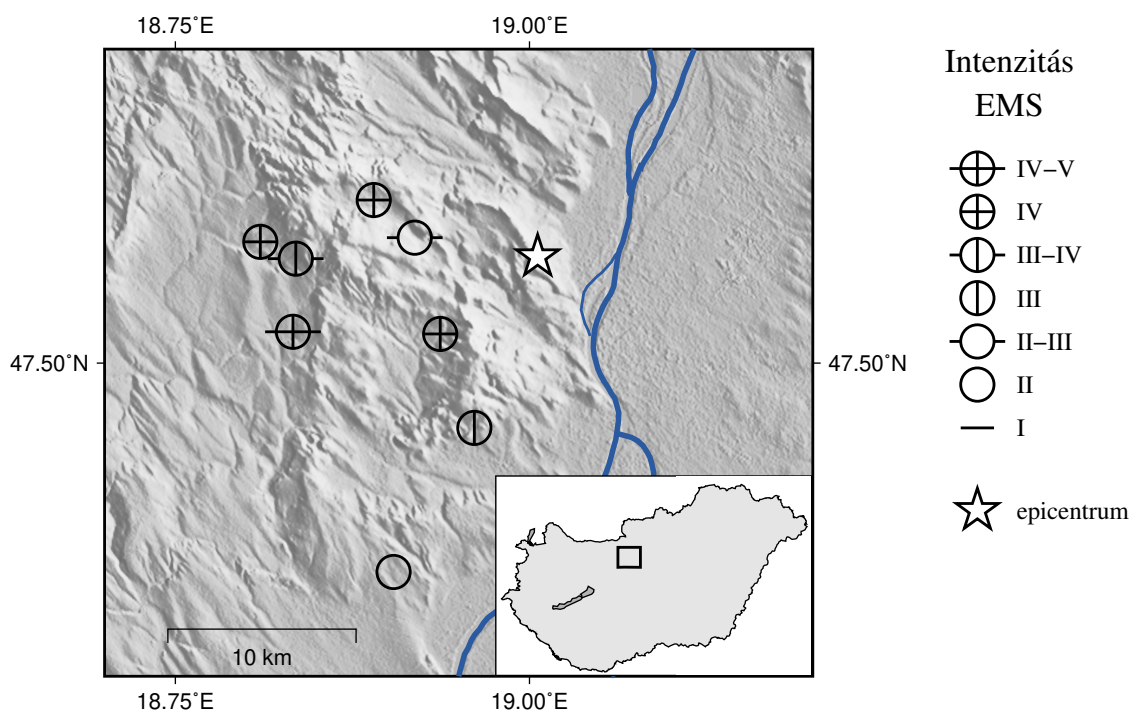 18.75˚E 19.00˚E
Intenzitás
EMS
IV−V
IV
III−IV
III
II−III
II
I
epicentrum
47.50˚N 47.50˚N
10 km
18.75˚E 19.00˚E